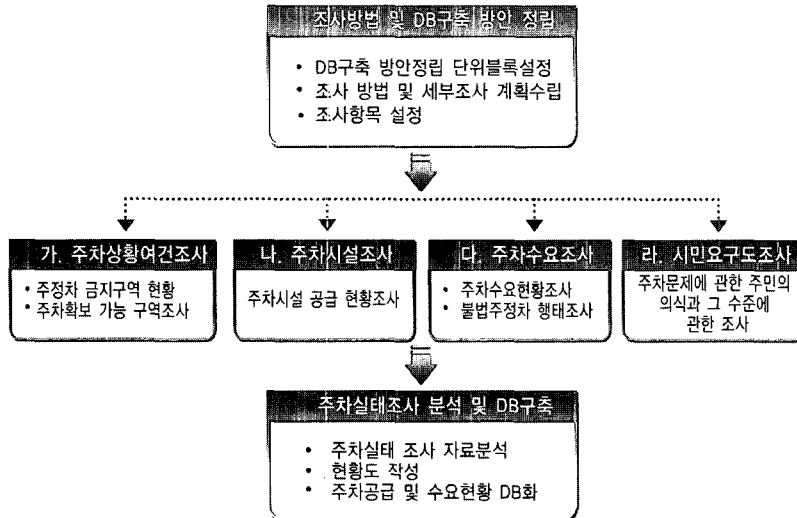 조사방법 및 DB구축 방안 정립
• DB구축 방안정립 단위블록설정
• 조사 방법 및 세부조사 계획수립
• 조사항목 설정
가. 주차상황여건조사
• 주정차 금지구역 현황
• 주차확보 가능 구역조사
나. 주차시설조사
주차시설 공급 현황조사
다. 주차수요조사
• 주차수요현황조사
• 불법주정차 행태조사
라. 시민요구도조사
주차문제에 관한 주민의
의식과 그 수준에
관한 조사
주차실태조사 분석 및 DB구축
• 주차실태 조사 자료분석
• 현황도 작성
• 주차공급 및 수요현황 DB화